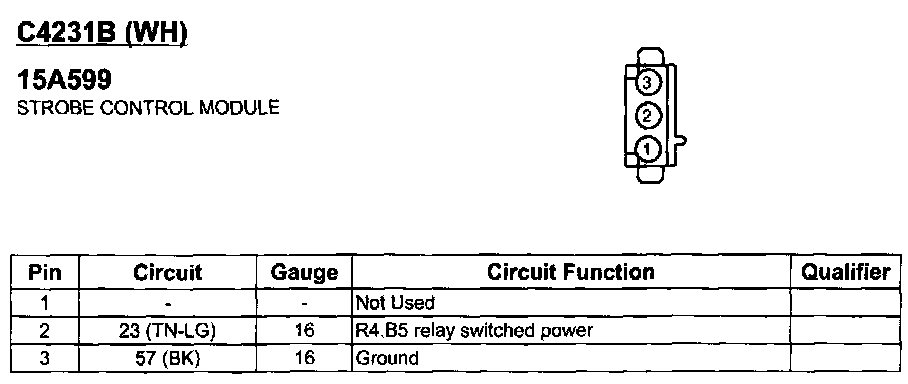 C4231B (WH)
15A599
STROBE CONTROL MODULE
3
2
1
Pin Circuit Gauge Circuit Function Qualifier
1 - - Not Used
2 23 (TN-LG) 16 R4.B5 relay switched power
3 57 (BK) 16 Ground